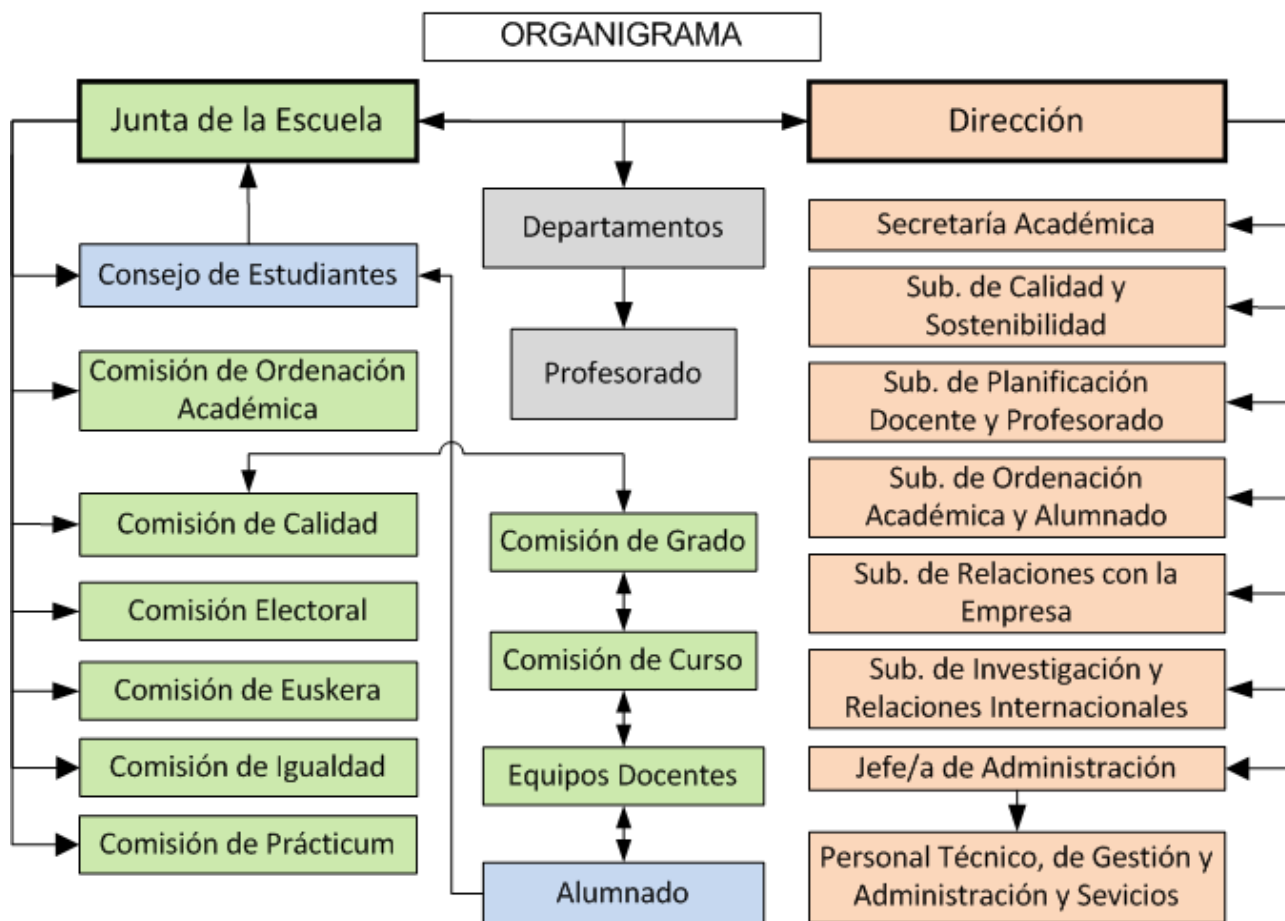 ORGANIGRAMA
Junta de la Escuela
Dirección
Departamentos
Secretaría Académica
Consejo de Estudiantes
Sub. de Calidad y
Sostenibilidad
Profesorado
Comisión de Ordenación
Académica
Sub. de Planificación
Docente y Profesorado
Sub. de Ordenación
Académica y Alumnado
Comisión de Calidad
Comisión de Grado
Sub. de Relaciones con la
Empresa
Comisión Electoral
Comisión de Curso
Comisión de Euskera
Sub. de Investigación y
Relaciones Internacionales
Comisión de Igualdad
Equipos Docentes
Jefe/a de Administración
Comisión de Prácticum
Alumnado
Personal Técnico, de Gestión y
Administración y Sevicios